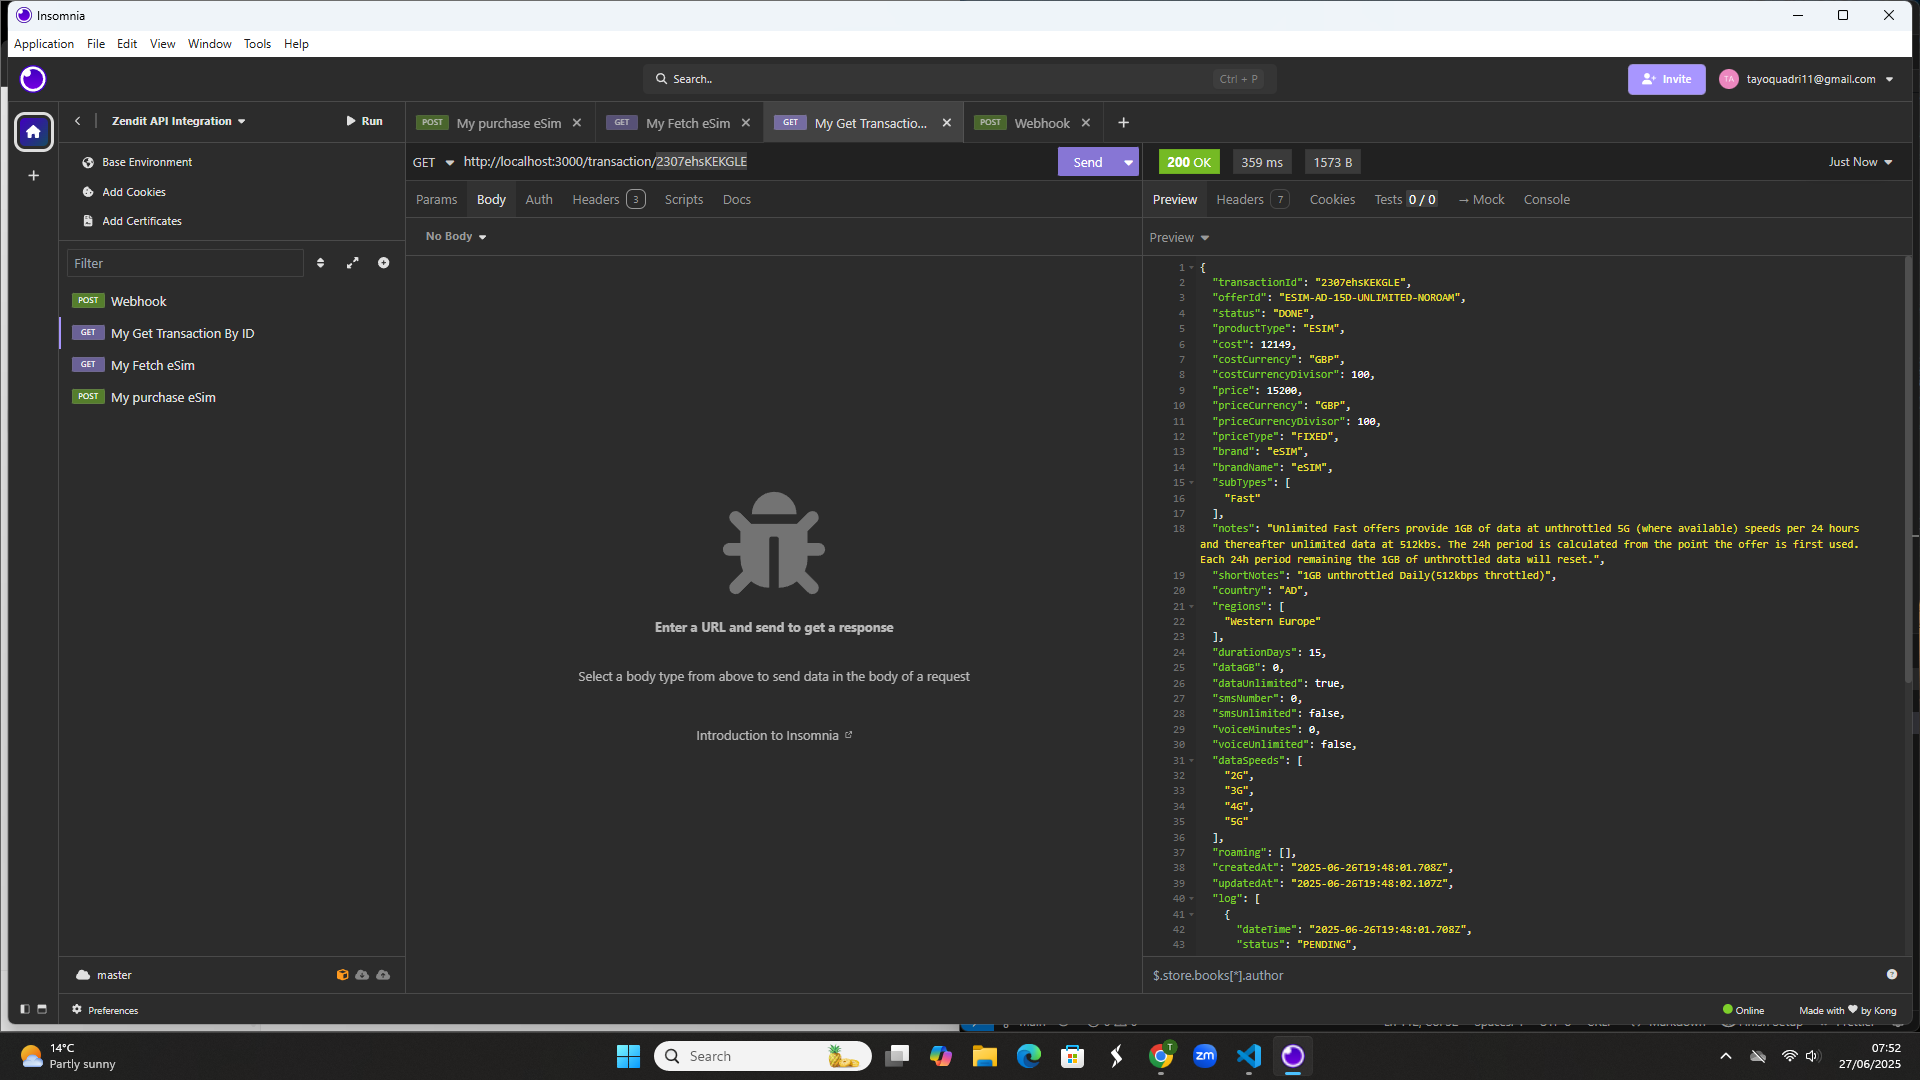 Insomnia
Application File Edit View Window Tools Help
Search.. Ctrl + P
Invite TA tayoquadri11@gmail.com
Zendit API Integration Run
POST My purchase eSim GET My Fetch eSim GET My Get Transactio... POST Webhook
Base Environment
Add Cookies
Add Certificates
Filter
POST Webhook
GET My Get Transaction By ID
GET My Fetch eSim
POST My purchase eSim
master
Preferences
GET http://localhost:3000/transaction/2307ehsKEKGLE Send
Params Body Auth Headers 3 Scripts Docs
No Body
Enter a URL and send to get a response
Select a body type from above to send data in the body of a request
Introduction to Insomnia
200 OK 359 ms 1573 B Just Now
Preview Headers 7 Cookies Tests 0 / 0 → Mock Console
Preview
1 {
2 "transactionId": "2307ehsKEKGLE",
3 "offerId": "ESIM-AD-15D-UNLIMITED-NOROAM",
4 "status": "DONE",
5 "productType": "ESIM",
6 "cost": 12149,
7 "costCurrency": "GBP",
8 "costCurrencyDivisor": 100,
9 "price": 15200,
10 "priceCurrency": "GBP",
11 "priceCurrencyDivisor": 100,
12 "priceType": "FIXED",
13 "brand": "eSIM",
14 "brandName": "eSIM",
15 "subTypes": [
16 "Fast"
17 ],
18 "notes": "Unlimited Fast offers provide 1GB of data at unthrottled 5G (where available) speeds per 24 hours
and thereafter unlimited data at 512kbs. The 24h period is calculated from the point the offer is first used.
Each 24h period remaining the 1GB of unthrottled data will reset.",
19 "shortNotes": "1GB unthrottled Daily(512kbps throttled)",
20 "country": "AD",
21 "regions": [
22 "Western Europe"
23 ],
24 "durationDays": 15,
25 "dataGB": 0,
26 "dataUnlimited": true,
27 "smsNumber": 0,
28 "smsUnlimited": false,
29 "voiceMinutes": 0,
30 "voiceUnlimited": false,
31 "dataSpeeds": [
32 "2G",
33 "3G",
34 "4G",
35 "5G"
36 ],
37 "roaming": [],
38 "createdAt": "2025-06-26T19:48:01.708Z",
39 "updatedAt": "2025-06-26T19:48:02.107Z",
40 "log": [
41 {
42 "dateTime": "2025-06-26T19:48:01.708Z",
43 "status": "PENDING",
$.store.books[*].author
Online Made with by Kong
14°C
Partly sunny
Search
zm
T
07:52
27/06/2025